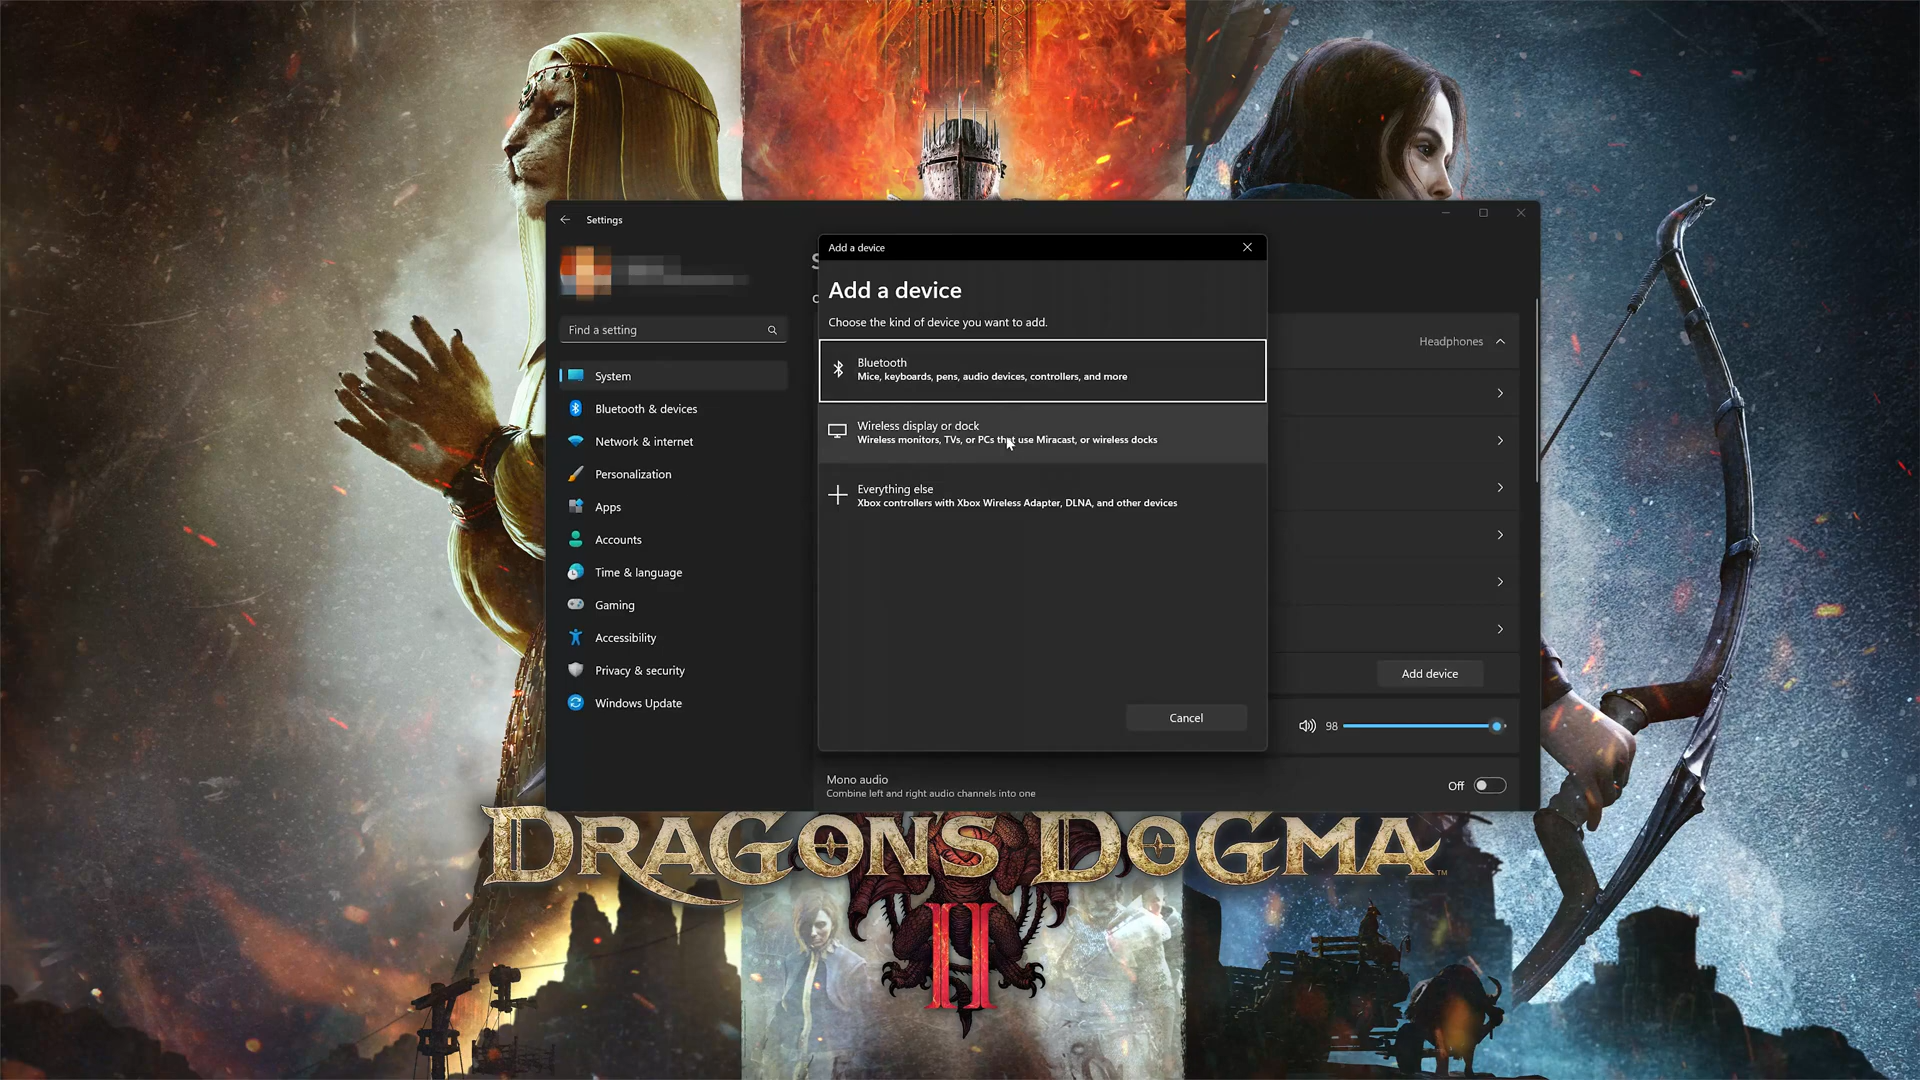 Settings
Find a setting
System
Bluetooth & devices
Network & internet
Personalization
Apps
Accounts
Time & language
Gaming
Accessibility
Privacy & security
Windows Update
Add a device
Add a device
Choose the kind of device you want to add.
Bluetooth
Mice, keyboards, pens, audio devices, controllers, and more
Wireless display or dock
Wireless monitors, TVs, or PCs that use Miracast, or wireless docks
Everything else
Xbox controllers with Xbox Wireless Adapter, DLNA, and other devices
Cancel
Headphones
Add device
98
Mono audio
Combine left and right audio channels into one
Off
DRAGONS DOGMA™
II